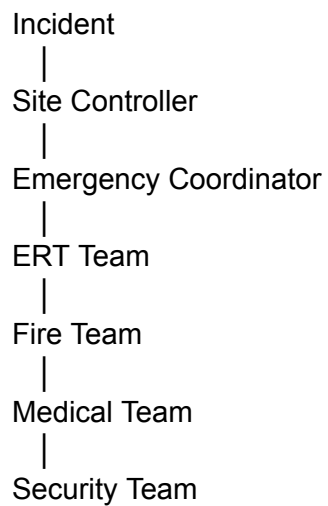 Incident
|
Site Controller
|
Emergency Coordinator
|
ERT Team
|
Fire Team
|
Medical Team
|
Security Team